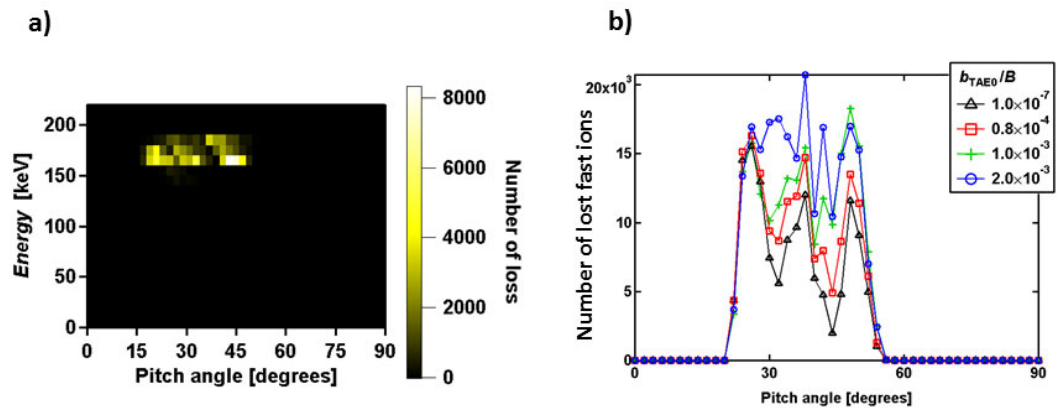 a)
200
150
100
50
0
Energy [keV]
0 15 30 45 60 75 90
Pitch angle [degrees]
8000
6000
4000
2000
0
Number of loss
b)
20x10³
15
10
5
0
Number of lost fast ions
0 30 60 90
Pitch angle [degrees]
b_TAE0/B
1.0×10⁻⁷
0.8×10⁻⁴
1.0×10⁻³
2.0×10⁻³